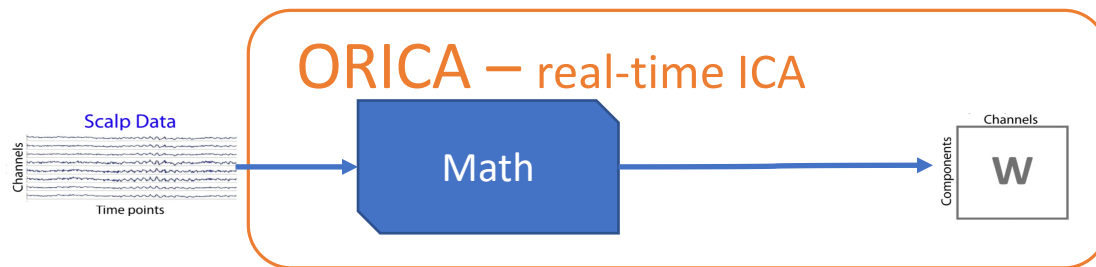 ORICA – real-time ICA
Scalp Data
Channels
Time points
Math
Channels
Components
W